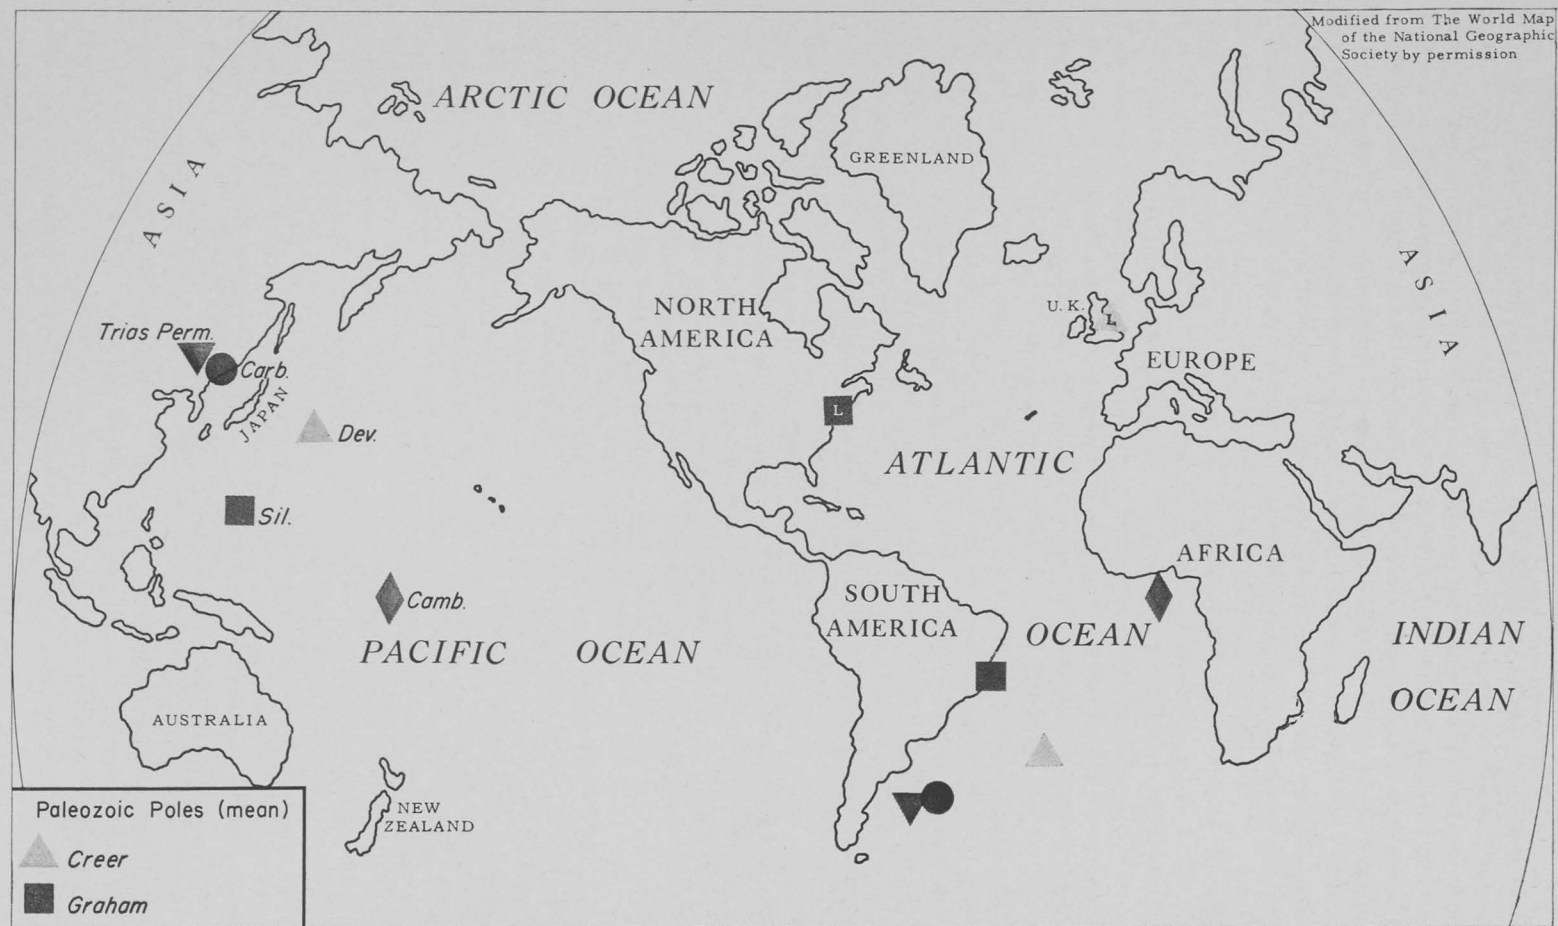 Modified from The World Map
of the National Geographic
Society by permission
ARCTIC OCEAN
GREENLAND
ASIA
ASIA
NORTH
AMERICA
U.K.
L
EUROPE
Trias Perm.
Carb.
JAPAN
Dev.
L
ATLANTIC
Sil.
AFRICA
Camb.
SOUTH
AMERICA
OCEAN
INDIAN
OCEAN
PACIFIC OCEAN
AUSTRALIA
NEW
ZEALAND
Paleozoic Poles (mean)
Creer
Graham